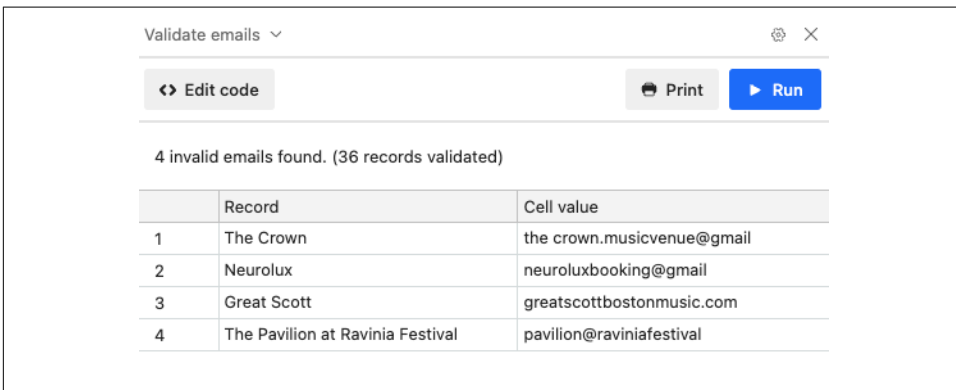 Validate emails
Edit code Print Run
4 invalid emails found. (36 records validated)
Record Cell value
1 The Crown the crown.musicvenue@gmail
2 Neurolux neuroluxbooking@gmail
3 Great Scott greatscottbostonmusic.com
4 The Pavilion at Ravinia Festival pavilion@raviniafestival